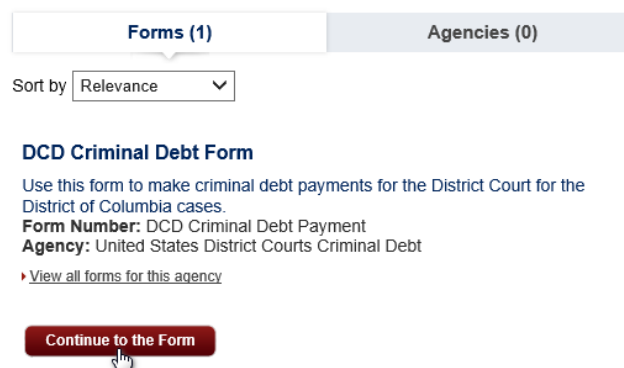 Forms (1)
Agencies (0)
Sort by Relevance
DCD Criminal Debt Form
Use this form to make criminal debt payments for the District Court for the
District of Columbia cases.
Form Number: DCD Criminal Debt Payment
Agency: United States District Courts Criminal Debt
View all forms for this agency
Continue to the Form